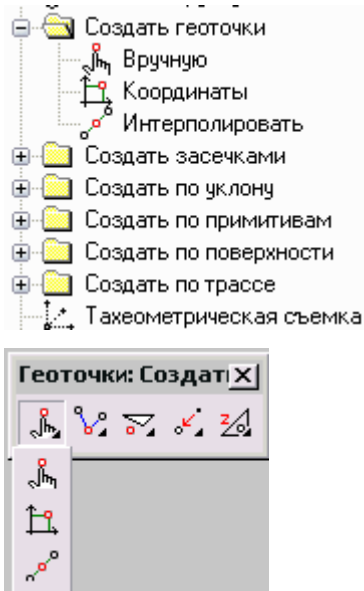 Создать геоточки
Вручную
Координаты
Интерполировать
Создать засечками
Создать по уклону
Создать по примитивам
Создать по поверхности
Создать по трассе
Тахеометрическая съемка
Геоточки: Создат